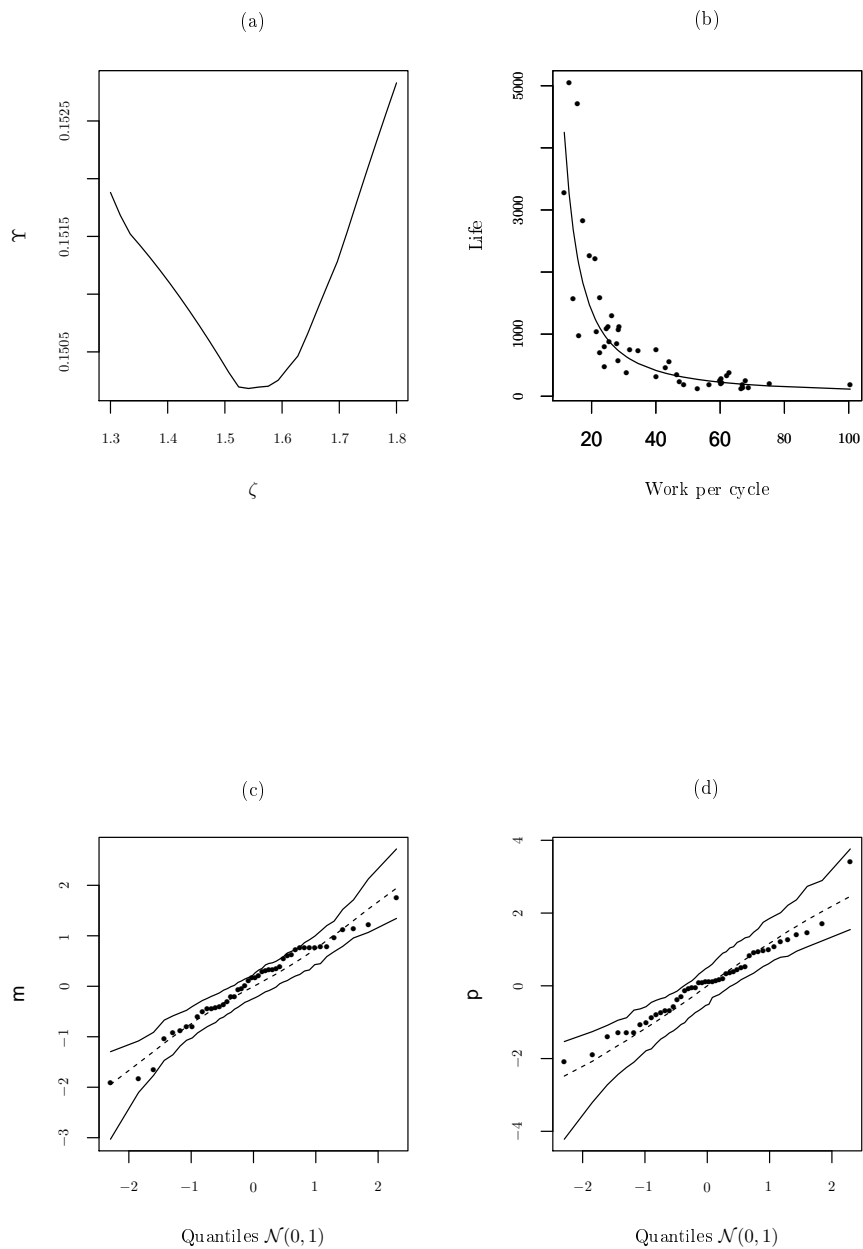 (a)
ϒ
0.1505
0.1515
0.1525
1.3 1.4 1.5 1.6 1.7 1.8
ζ
(b)
Life
0
1000
3000
5000
20 40 60 80 100
Work per cycle
(c)
m
−3
−2
−1
0
1
2
−2 −1 0 1 2
Quantiles N(0, 1)
(d)
p
−4
−2
0
2
4
−2 −1 0 1 2
Quantiles N(0, 1)